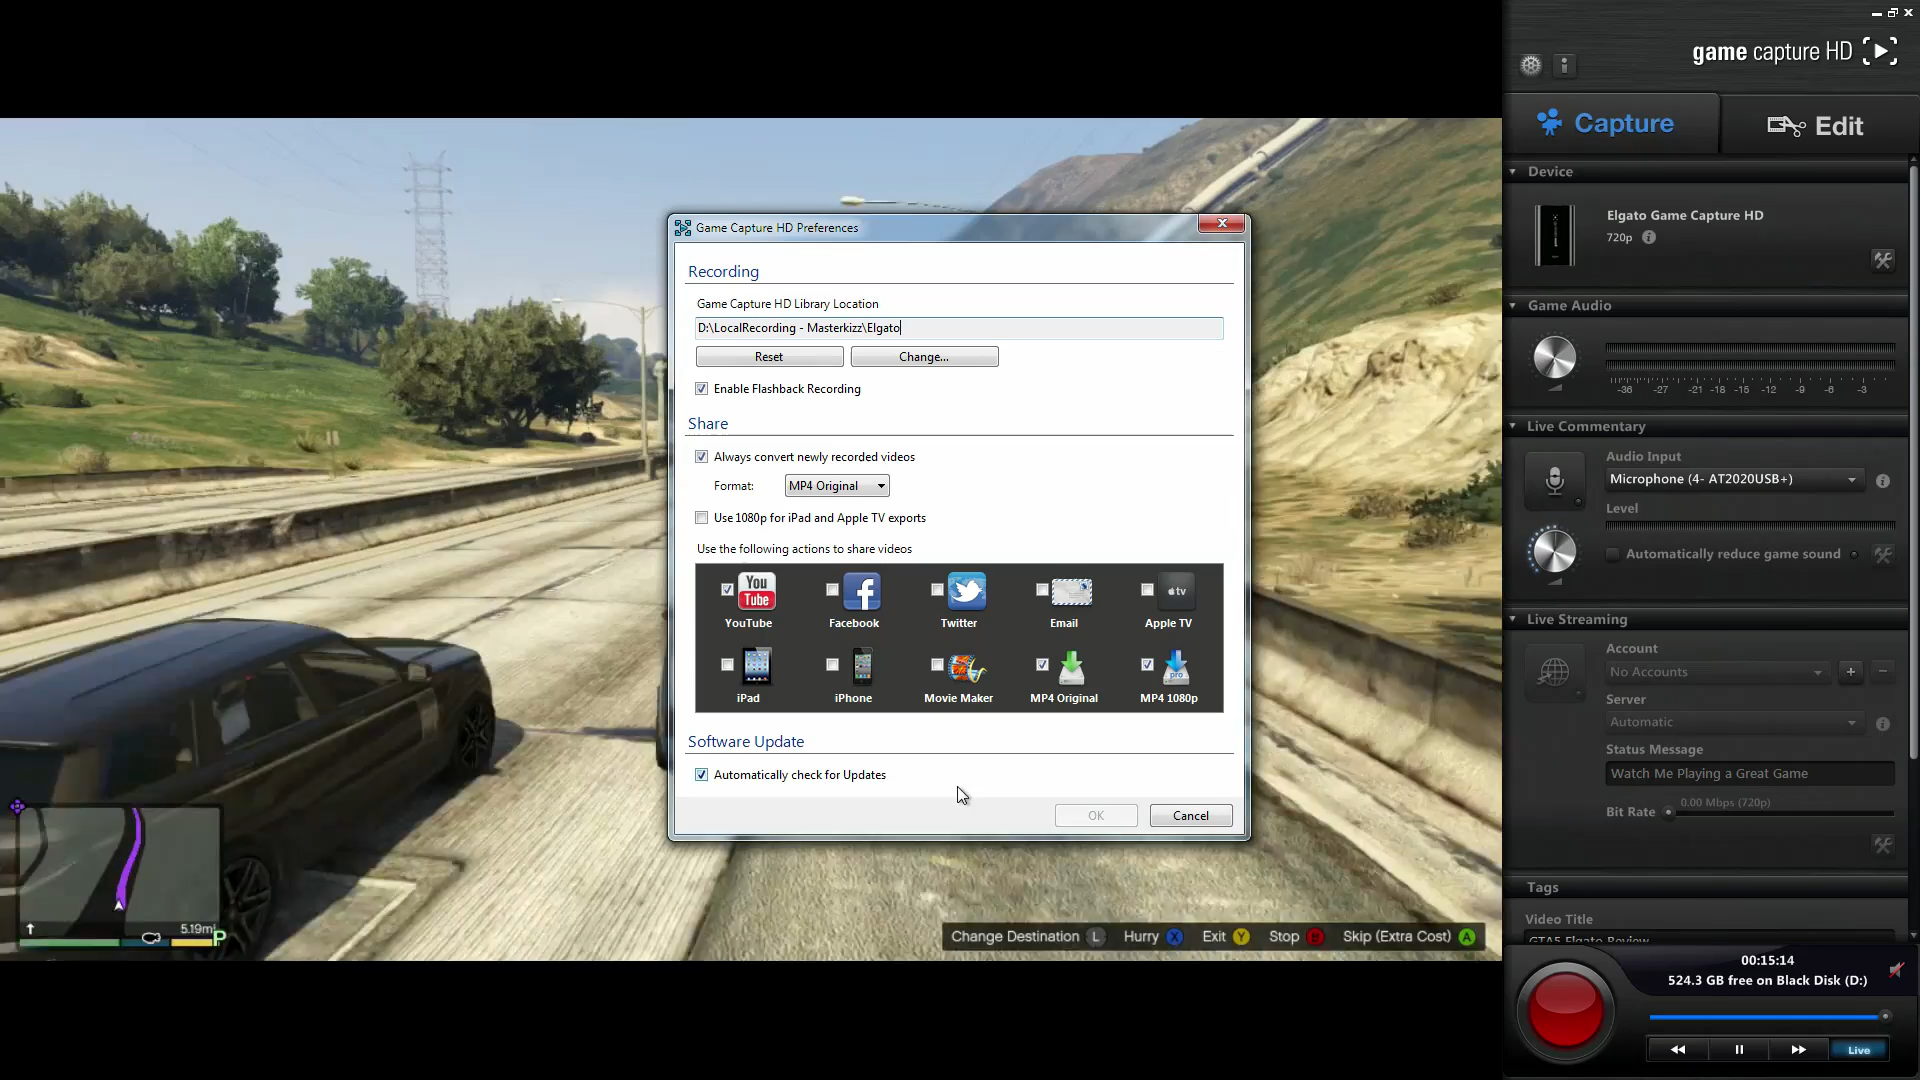 game capture HD
Capture
Edit
Game Capture HD Preferences
Recording
Game Capture HD Library Location
D:\LocalRecording - Masterkizz\Elgato
Reset
Change...
Enable Flashback Recording
Share
Always convert newly recorded videos
Format:
MP4 Original
Use 1080p for iPad and Apple TV exports
Use the following actions to share videos
You
Tube
tv
YouTube
Facebook
Twitter
Email
Apple TV
pro
iPad
iPhone
Movie Maker
MP4 Original
MP4 1080p
Software Update
Automatically check for Updates
OK
Cancel
5.19mi
P
Change Destination L
Hurry X
Exit Y
Stop B
Skip (Extra Cost) A
Device
Elgato Game Capture HD
720p
Game Audio
-36 -27 -21 -18 -15 -12 -9 -6 -3
Live Commentary
Audio Input
Microphone (4- AT2020USB+)
Level
Automatically reduce game sound
Live Streaming
Account
No Accounts
Server
Automatic
Status Message
Watch Me Playing a Great Game
0.00 Mbps (720p)
Bit Rate
Tags
Video Title
GTA5 Elgato Review
00:15:14
524.3 GB free on Black Disk (D:)
Live